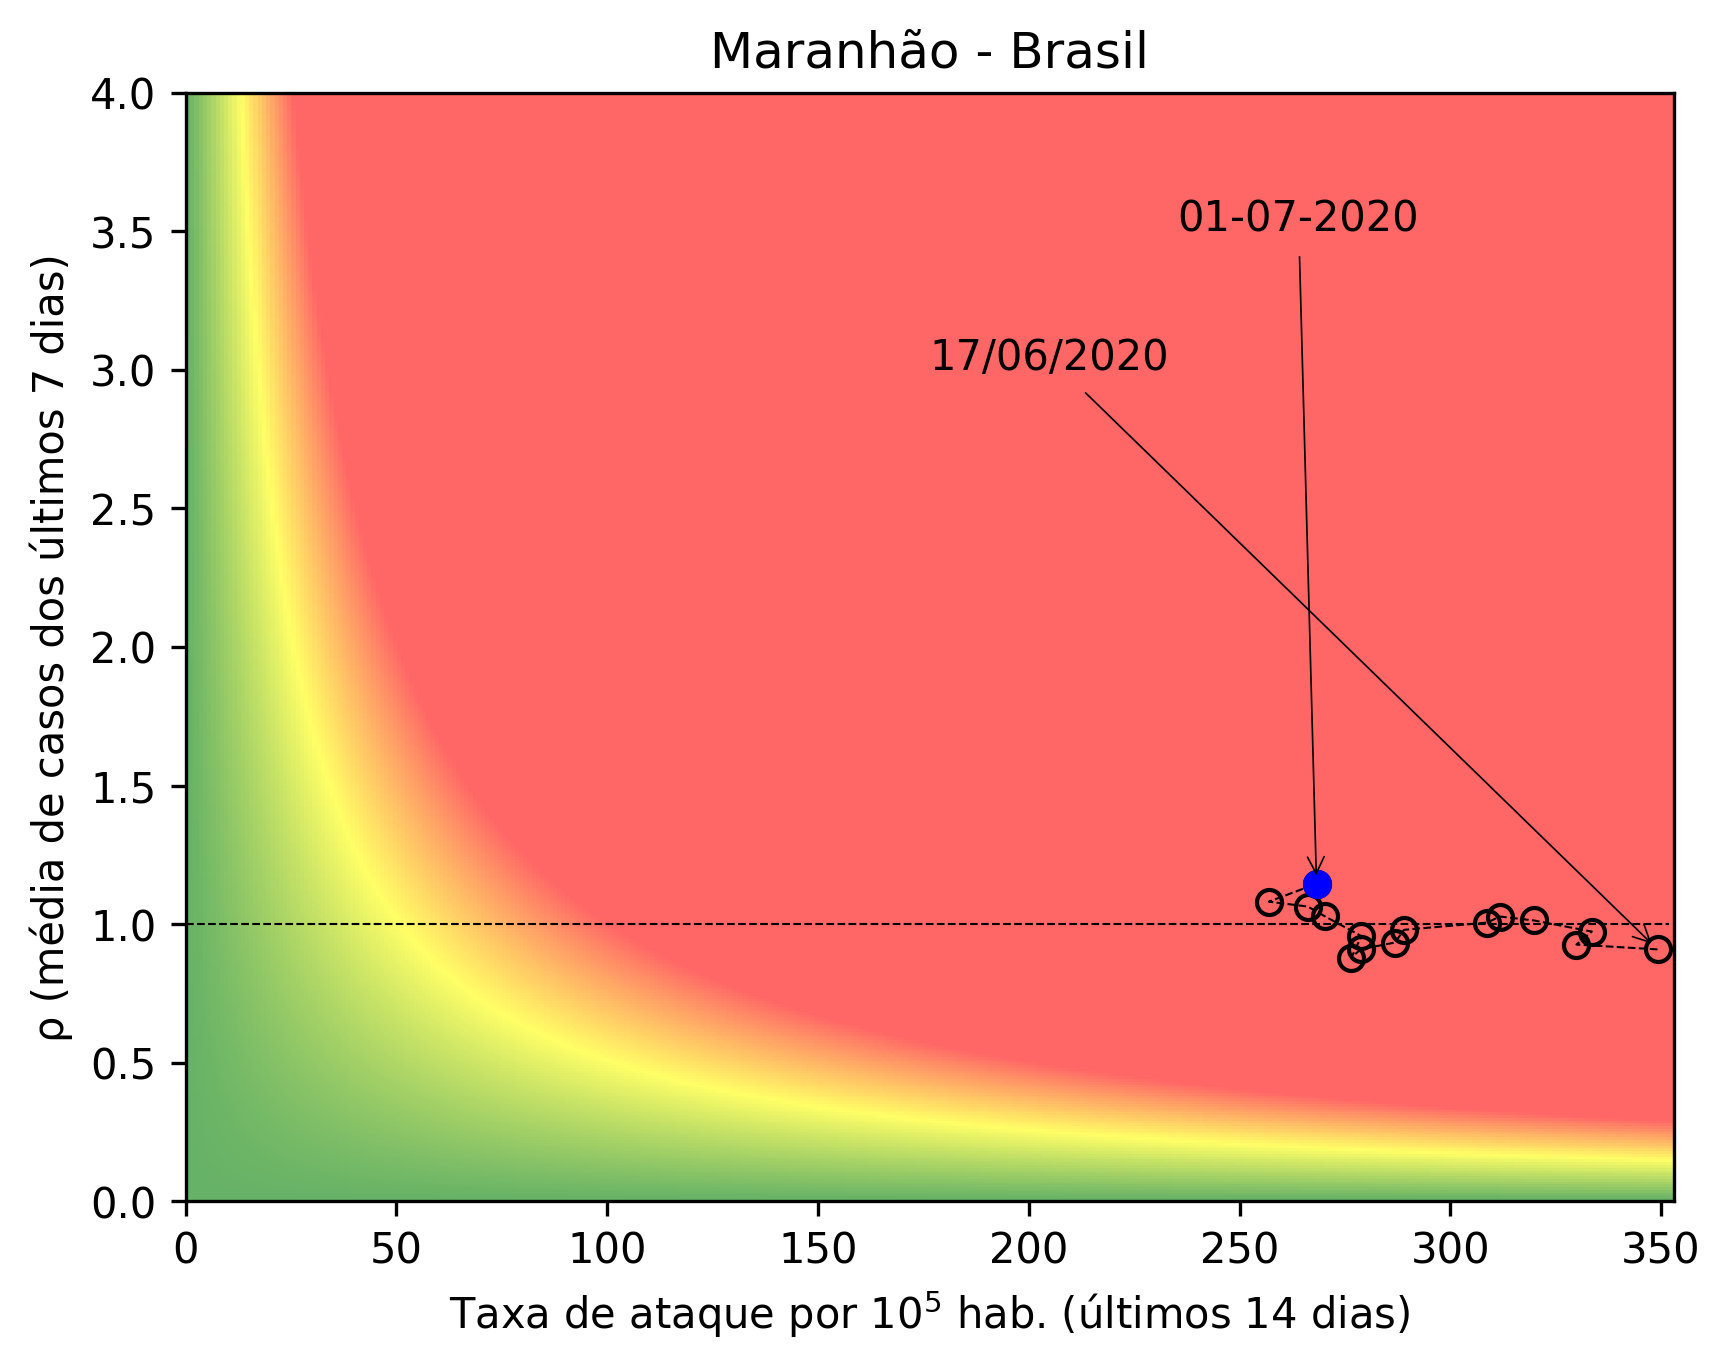 Maranhão - Brasil
4.0
3.5
3.0
2.5
2.0
1.5
1.0
0.5
0.0
ρ (média de casos dos últimos 7 dias)
01-07-2020
17/06/2020
0 50 100 150 200 250 300 350
Taxa de ataque por 10⁵ hab. (últimos 14 dias)